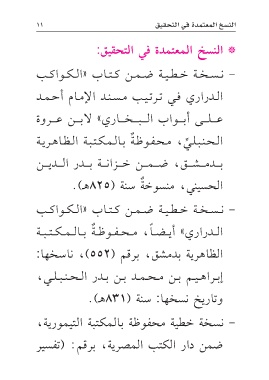 النسخ المعتمدة في التحقيق ١١
* النسخ المعتمدة في التحقيق:
- نسخة خطية ضمن كتاب «الكواكب
الدراري في ترتيب مسند الإمام أحمد
على أبواب البخاري» لابن عروة
الحنبليِّ، محفوظةٌ بالمكتبة الظاهرية
بدمشق، ضمن خزانة بدر الدين
الحسيني، منسوخةٌ سنة (٨٢٥هـ).
- نسخة خطية ضمن كتاب «الكواكب
الدراري» أيضاً، محفوظةٌ بالمكتبة
الظاهرية بدمشق، برقم (٥٥٢)، ناسخها:
إبراهيم بن محمد بن بدر الحنبلي،
وتاريخ نسخها: سنة (٨٣١هـ).
- نسخة خطية محفوظة بالمكتبة التيمورية،
ضمن دار الكتب المصرية، برقم: (تفسير